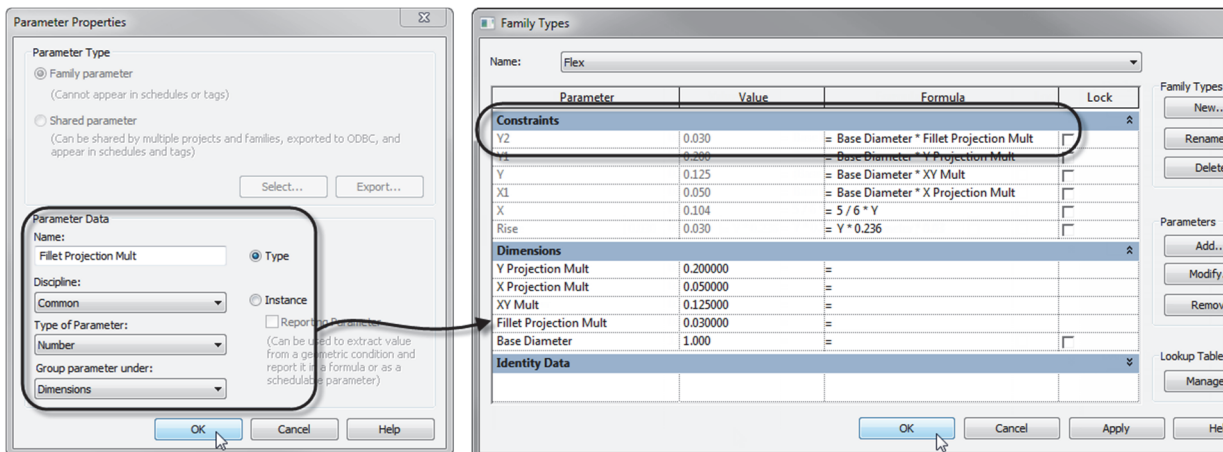 Parameter Properties
Parameter Type
Family parameter
(Cannot appear in schedules or tags)
Shared parameter
(Can be shared by multiple projects and families, exported to ODBC, and
appear in schedules and tags)
Select...
Export...
Parameter Data
Name:
Fillet Projection Mult
Type
Discipline:
Common
Instance
Type of Parameter:
Reporting Parameter
Number
(Can be used to extract value
from a geometric condition and
report it in a formula or as a
schedulable parameter)
Group parameter under:
Dimensions
OK Cancel Help
Family Types
Name: Flex
Parameter Value Formula Lock
Constraints
Y2 0.030 = Base Diameter * Fillet Projection Mult
Y1 0.200 = Base Diameter * Y Projection Mult
Y 0.125 = Base Diameter * XY Mult
X1 0.050 = Base Diameter * X Projection Mult
X 0.104 = 5 / 6 * Y
Rise 0.030 = Y * 0.236
Dimensions
Y Projection Mult 0.200000 =
X Projection Mult 0.050000 =
XY Mult 0.125000 =
Fillet Projection Mult 0.030000 =
Base Diameter 1.000 =
Identity Data
Family Types
New..
Rename
Delete
Parameters
Add..
Modify
Remov
Lookup Table
Manage
OK Cancel Apply Hel